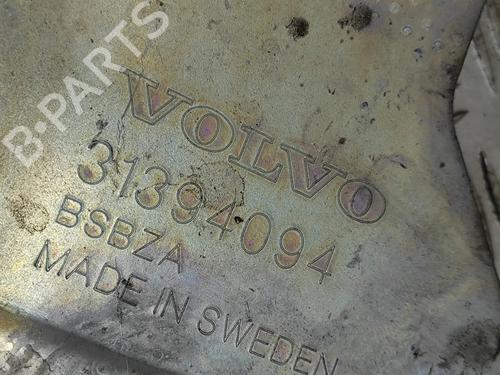 B-PARTS
VOLVO
31394094
BSBZA
MADE IN SWEDEN